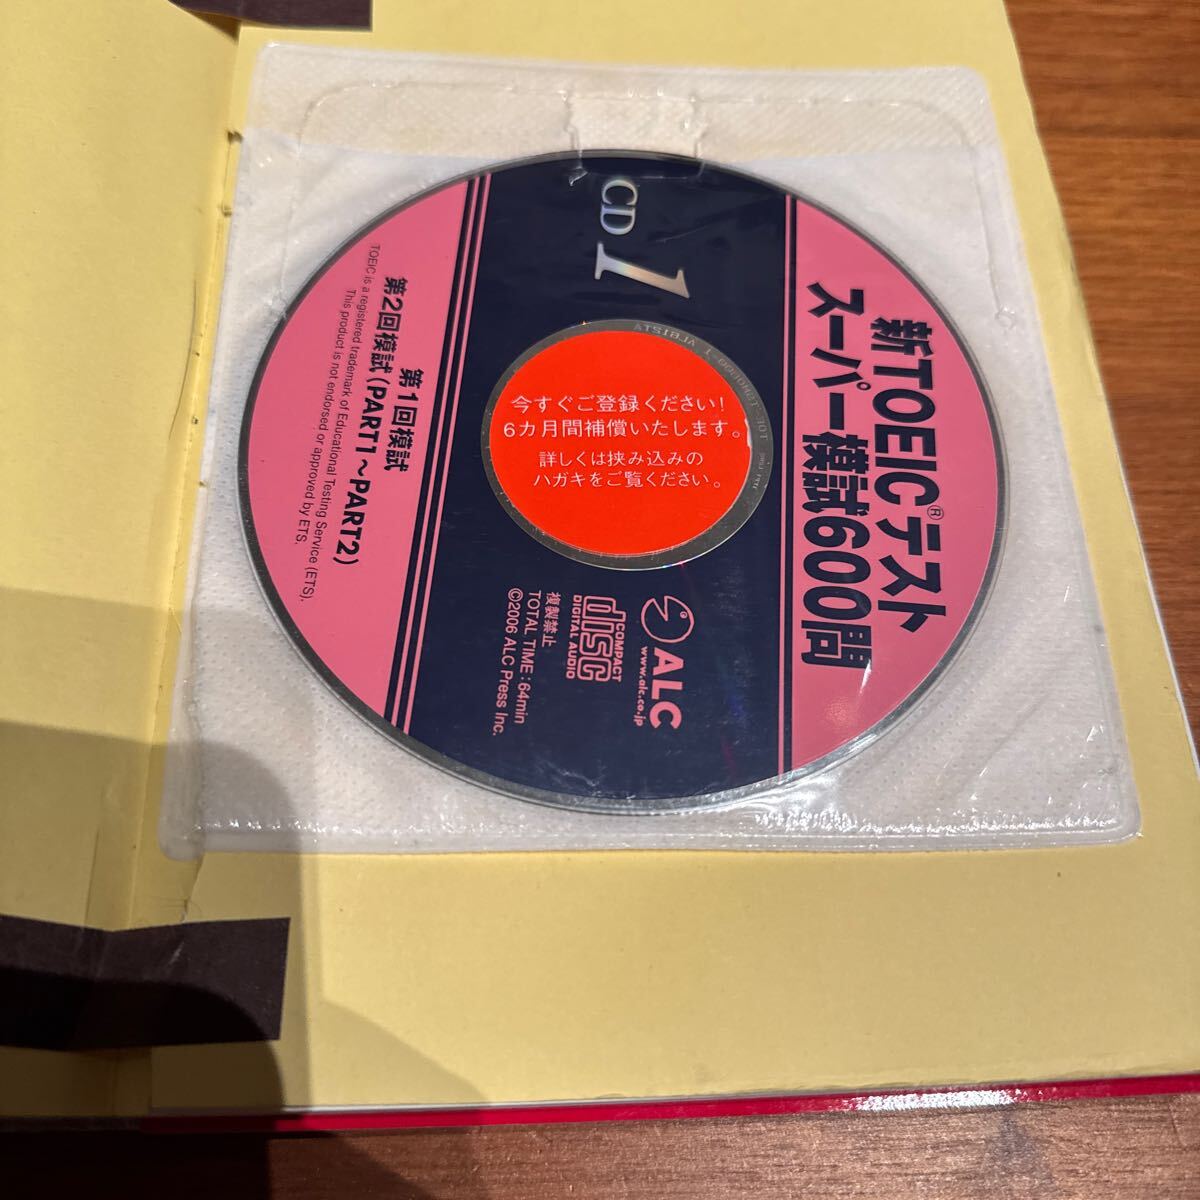 新TOEIC®テスト
スーパー模試600問
CD 1
今すぐご登録ください!
6カ月間補償いたします。
詳しくは挟み込みの
ハガキをご覧ください。
ALC
www.alc.co.jp
COMPACT
disc
DIGITAL AUDIO
複製禁止
TOTAL TIME:64min
©2006 ALC Press Inc.
第1回模試
第2回模試(PART1~PART2)
TOEIC is a registered trademark of Educational Testing Service (ETS).
This product is not endorsed or approved by ETS.